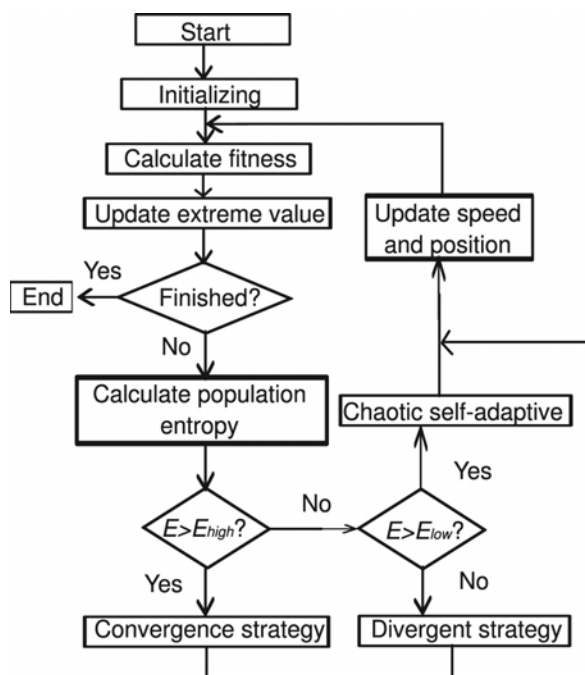 Start
Initializing
Calculate fitness
Update extreme value
Yes
End
Finished?
No
Calculate population
entropy
E>Ehigh?
Yes
Convergence strategy
No
E>Elow?
No
Divergent strategy
Yes
Chaotic self-adaptive
Update speed
and position